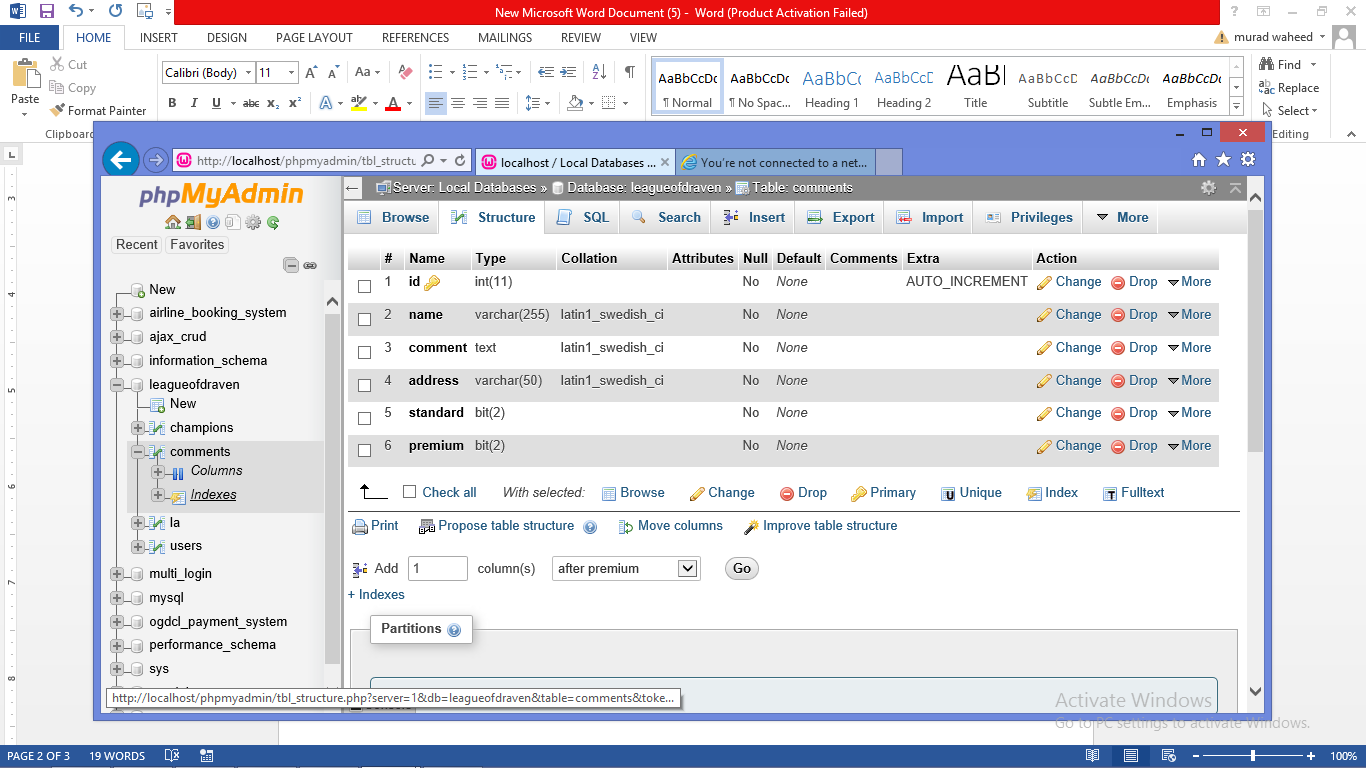 New Microsoft Word Document (5) - Word (Product Activation Failed)
FILE HOME INSERT DESIGN PAGE LAYOUT REFERENCES MAILINGS REVIEW VIEW murad waheed
Cut
Copy
Format Painter
Paste
Clipboard
Calibri (Body) 11
AaBbCcDc AaBbCcDc AaBbCc AaBbCcD AaB AaBbCcD AaBbCcDc AaBbCcDc
¶ Normal ¶ No Spac... Heading 1 Heading 2 Title Subtitle Subtle Em... Emphasis
Find
Replace
Select
Editing
http://localhost/phpmyadmin/tbl_structu
localhost / Local Databases ...
You're not connected to a net...
phpMyAdmin
Recent Favorites
New
airline_booking_system
ajax_crud
information_schema
leagueofdraven
New
champions
comments
Columns
Indexes
la
users
multi_login
mysql
ogdcl_payment_system
performance_schema
sys
Server: Local Databases » Database: leagueofdraven » Table: comments
Browse Structure SQL Search Insert Export Import Privileges More
# Name Type Collation Attributes Null Default Comments Extra Action
1 id int(11) No None AUTO_INCREMENT Change Drop More
2 name varchar(255) latin1_swedish_ci No None Change Drop More
3 comment text latin1_swedish_ci No None Change Drop More
4 address varchar(50) latin1_swedish_ci No None Change Drop More
5 standard bit(2) No None Change Drop More
6 premium bit(2) No None Change Drop More
Check all With selected: Browse Change Drop Primary Unique Index Fulltext
Print Propose table structure Move columns Improve table structure
Add 1 column(s) after premium Go
+ Indexes
Partitions
http://localhost/phpmyadmin/tbl_structure.php?server=1&db=leagueofdraven&table=comments&toke...
Activate Windows
Go to PC settings to activate Windows.
PAGE 2 OF 3 19 WORDS 100%